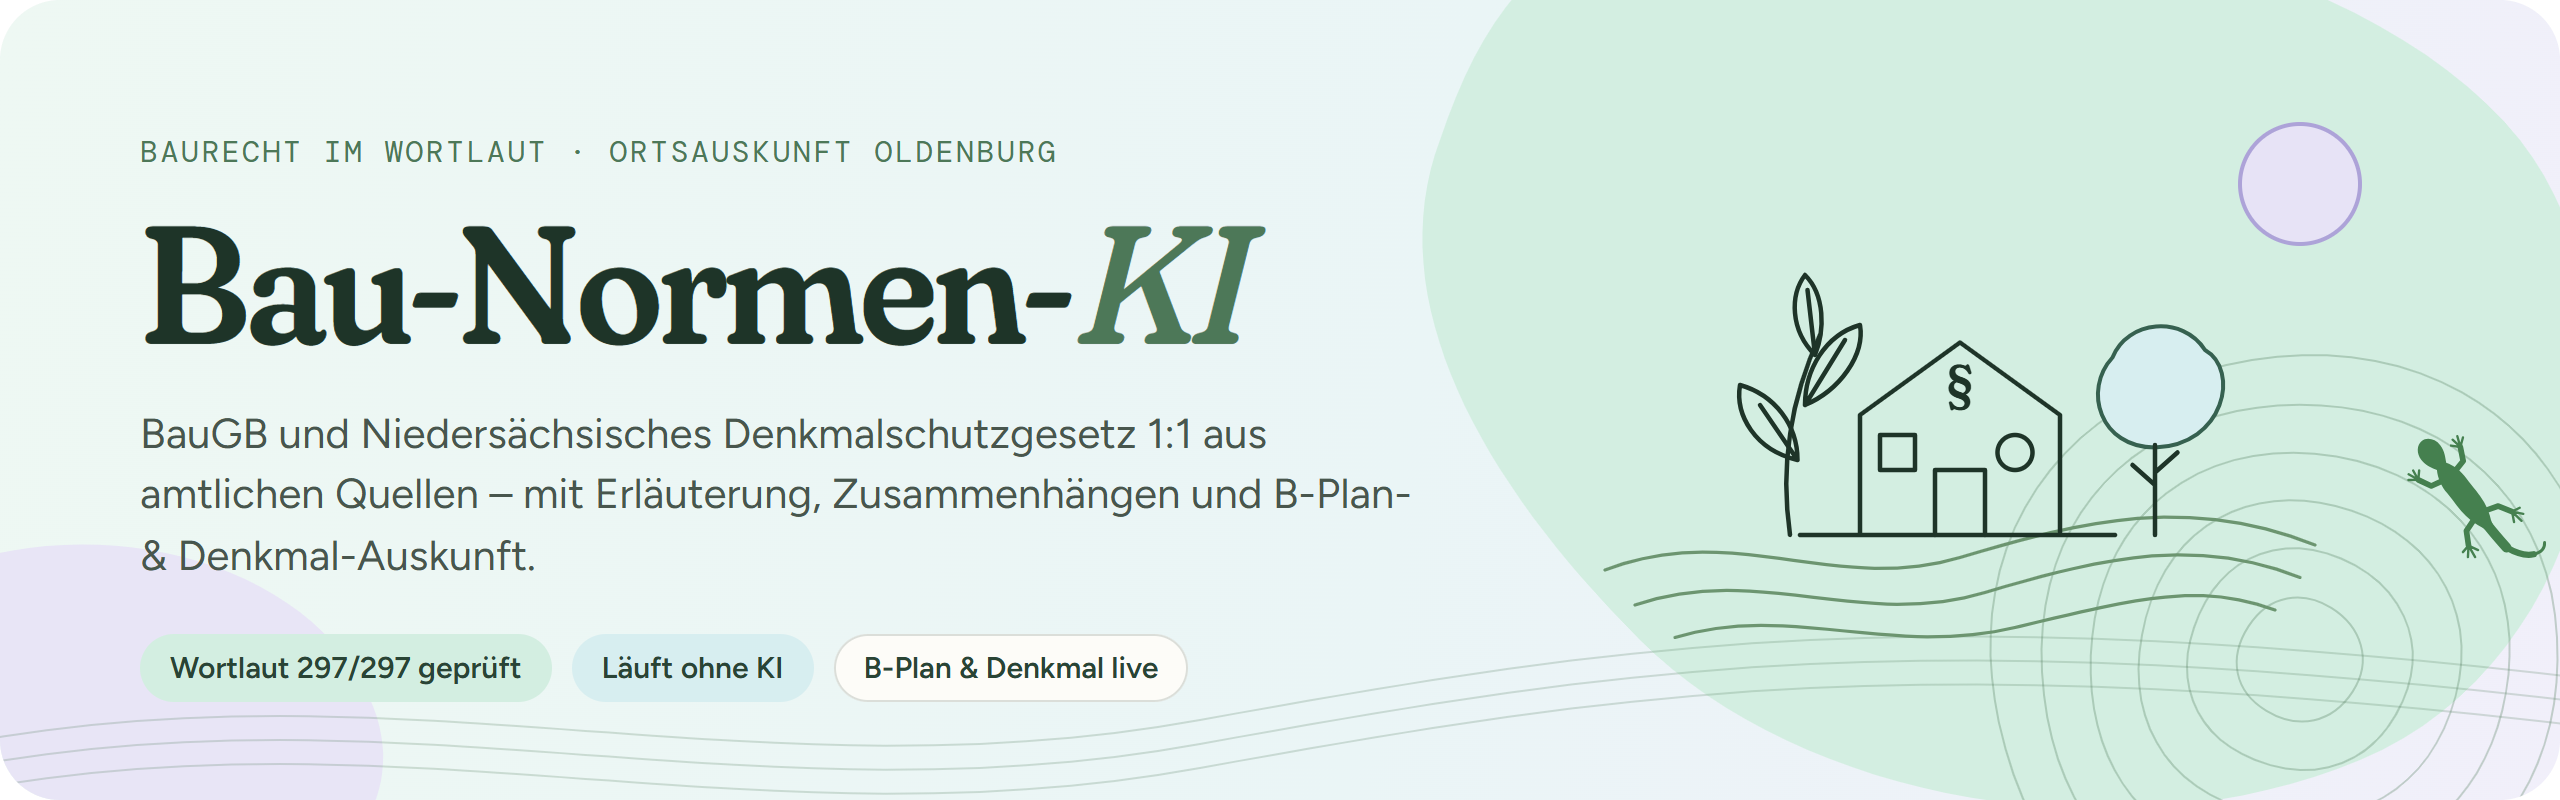 BAURECHT IM WORTLAUT · ORTSAUSKUNFT OLDENBURG
Bau-Normen-KI
BauGB und Niedersächsisches Denkmalschutzgesetz 1:1 aus
amtlichen Quellen – mit Erläuterung, Zusammenhängen und B-Plan-
& Denkmal-Auskunft.
Wortlaut 297/297 geprüft
Läuft ohne KI
B-Plan & Denkmal live
§